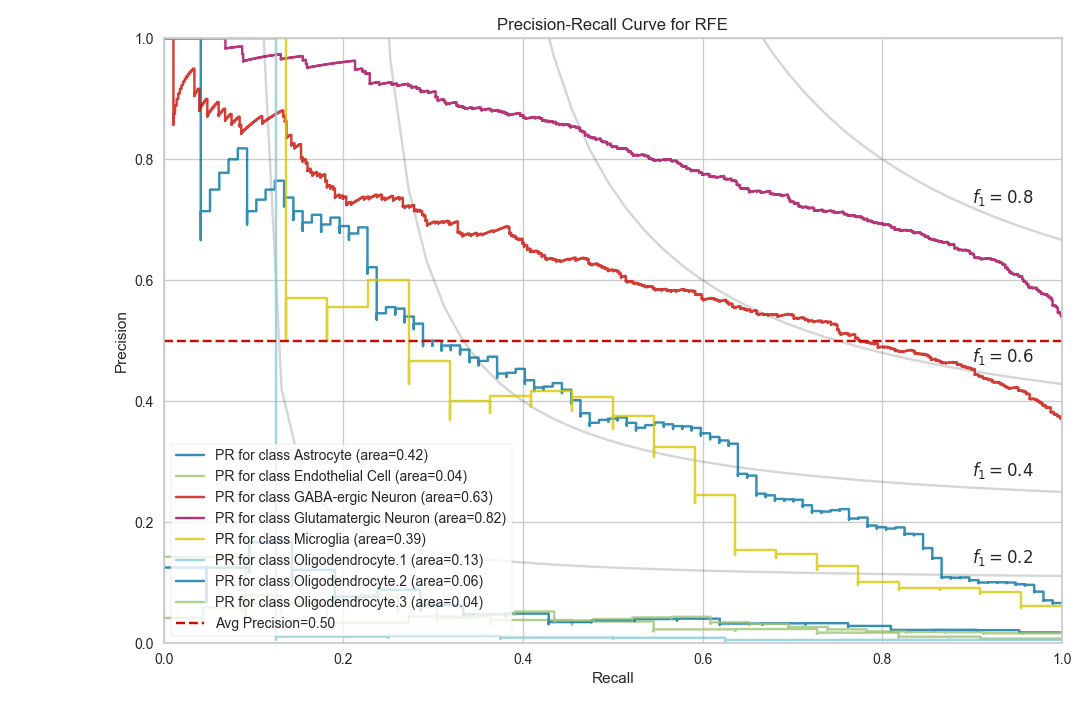 Precision-Recall Curve for RFE
1.0
0.8
0.6
0.4
0.2
0.0
Precision
f1 = 0.8
f1 = 0.6
f1 = 0.4
f1 = 0.2
PR for class Astrocyte (area=0.42)
PR for class Endothelial Cell (area=0.04)
PR for class GABA-ergic Neuron (area=0.63)
PR for class Glutamatergic Neuron (area=0.82)
PR for class Microglia (area=0.39)
PR for class Oligodendrocyte.1 (area=0.13)
PR for class Oligodendrocyte.2 (area=0.06)
PR for class Oligodendrocyte.3 (area=0.04)
Avg Precision=0.50
0.0 0.2 0.4 0.6 0.8 1.0
Recall